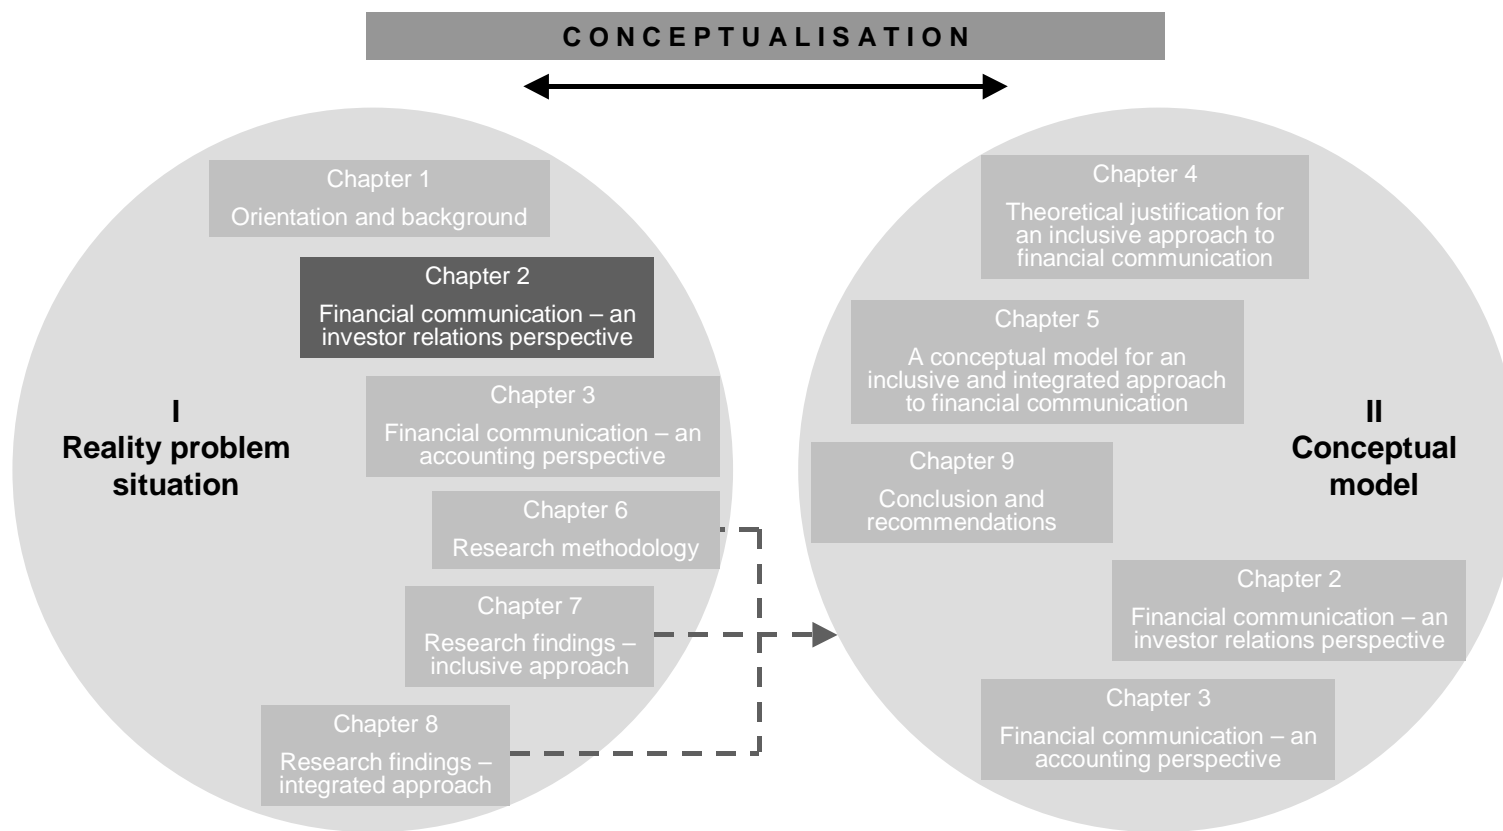 CONCEPTUALISATION
Chapter 1
Orientation and background
Chapter 2
Financial communication – an
investor relations perspective
Chapter 3
Financial communication – an
accounting perspective
I
Reality problem
situation
Chapter 6
Research methodology
Chapter 7
Research findings –
inclusive approach
Chapter 8
Research findings –
integrated approach
Chapter 4
Theoretical justification for
an inclusive approach to
financial communication
Chapter 5
A conceptual model for an
inclusive and integrated approach
to financial communication
II
Conceptual
model
Chapter 9
Conclusion and
recommendations
Chapter 2
Financial communication – an
investor relations perspective
Chapter 3
Financial communication – an
accounting perspective